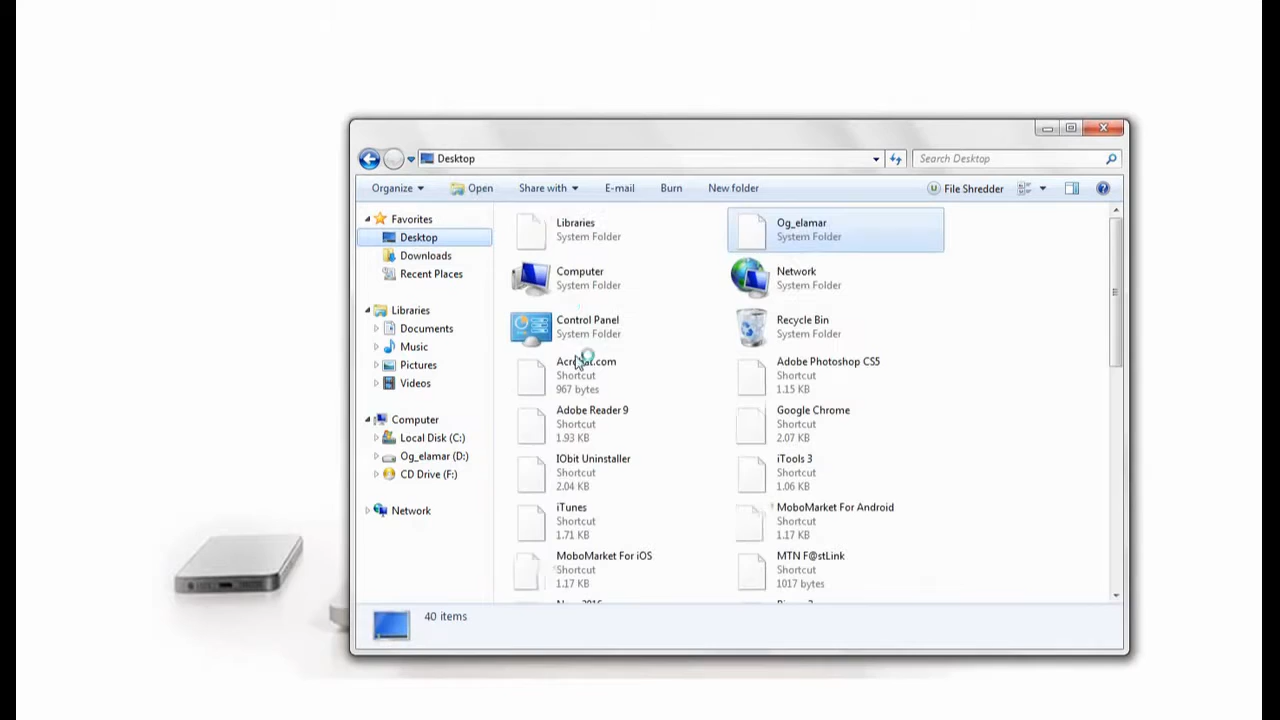 Desktop
Search Desktop
Organize
Open
Share with
E-mail
Burn
New folder
File Shredder
Favorites
Desktop
Downloads
Recent Places
Libraries
Documents
Music
Pictures
Videos
Computer
Local Disk (C:)
Og_elamar (D:)
CD Drive (F:)
Network
Libraries
System Folder
Og_elamar
System Folder
Computer
System Folder
Network
System Folder
Control Panel
System Folder
Recycle Bin
System Folder
Shortcut
967 bytes
Adobe Photoshop CS5
Shortcut
1.15 KB
Adobe Reader 9
Shortcut
1.93 KB
Google Chrome
Shortcut
2.07 KB
IObit Uninstaller
Shortcut
2.04 KB
iTools 3
Shortcut
1.06 KB
iTunes
Shortcut
1.71 KB
MoboMarket For Android
Shortcut
1.17 KB
MoboMarket For iOS
Shortcut
1.17 KB
MTN F@stLink
Shortcut
1017 bytes
40 items